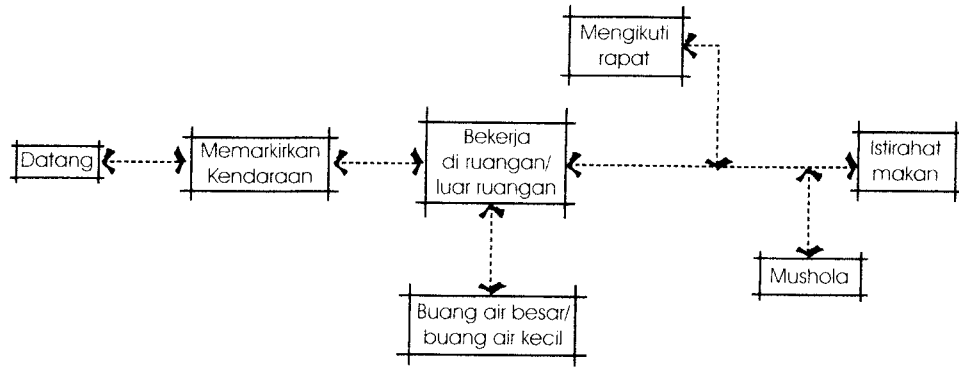 Mengikuti
rapat
Datang
Memarkirkan
Kendaraan
Bekerja
di ruangan/
luar ruangan
Istirahat
makan
Mushola
Buang air besar/
buang air kecil